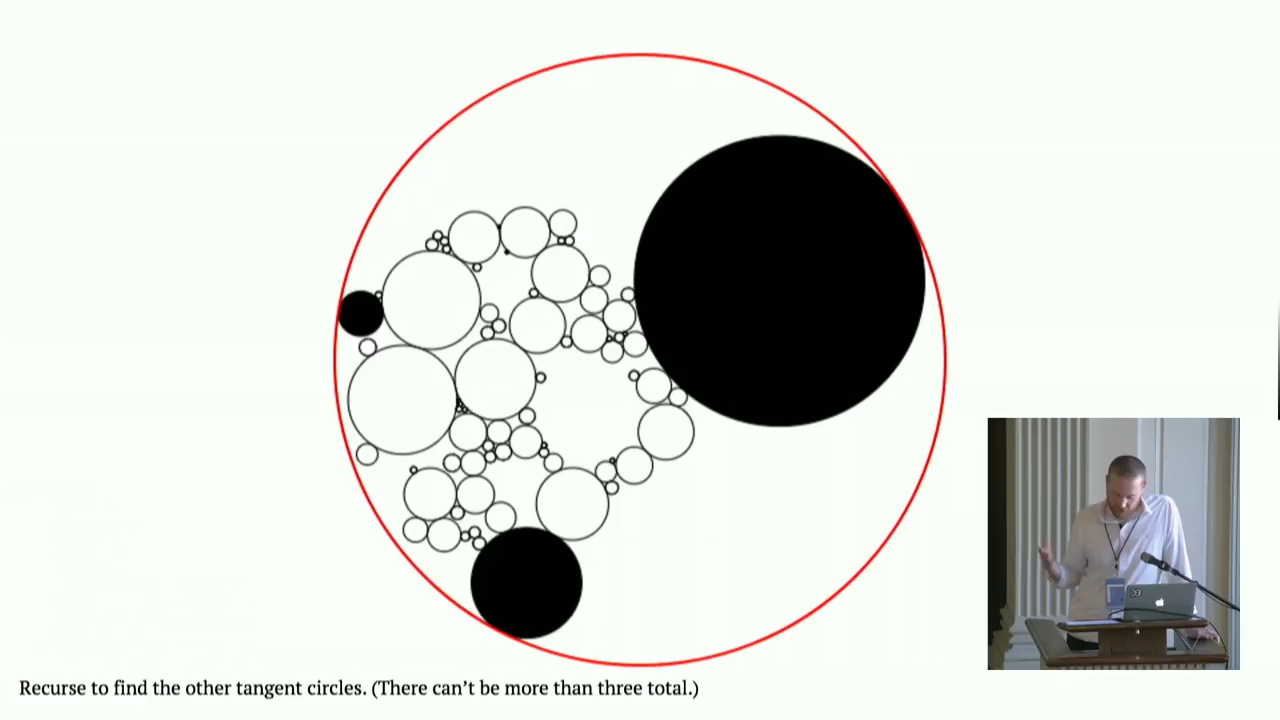 Recurse to find the other tangent circles. (There can’t be more than three total.)